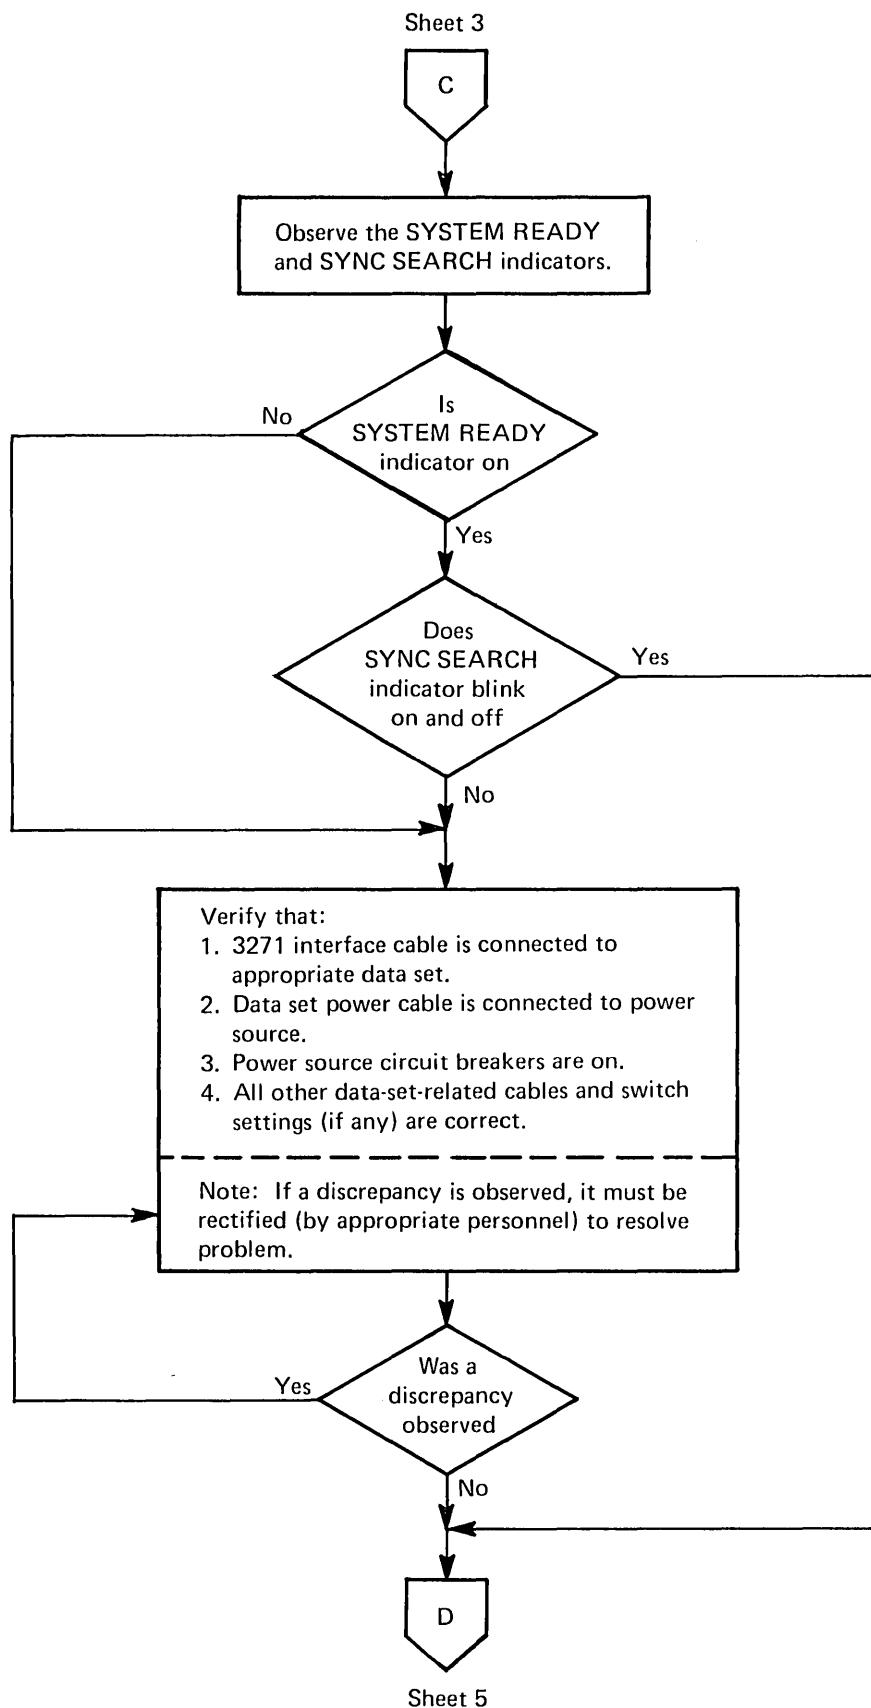 Sheet 3
C
Observe the SYSTEM READY
and SYNC SEARCH indicators.
No
Is
SYSTEM READY
indicator on
Yes
Does
SYNC SEARCH
indicator blink
on and off
Yes
No
Verify that:
1. 3271 interface cable is connected to
appropriate data set.
2. Data set power cable is connected to power
source.
3. Power source circuit breakers are on.
4. All other data-set-related cables and switch
settings (if any) are correct.
Note: If a discrepancy is observed, it must be
rectified (by appropriate personnel) to resolve
problem.
Yes
Was a
discrepancy
observed
No
D
Sheet 5